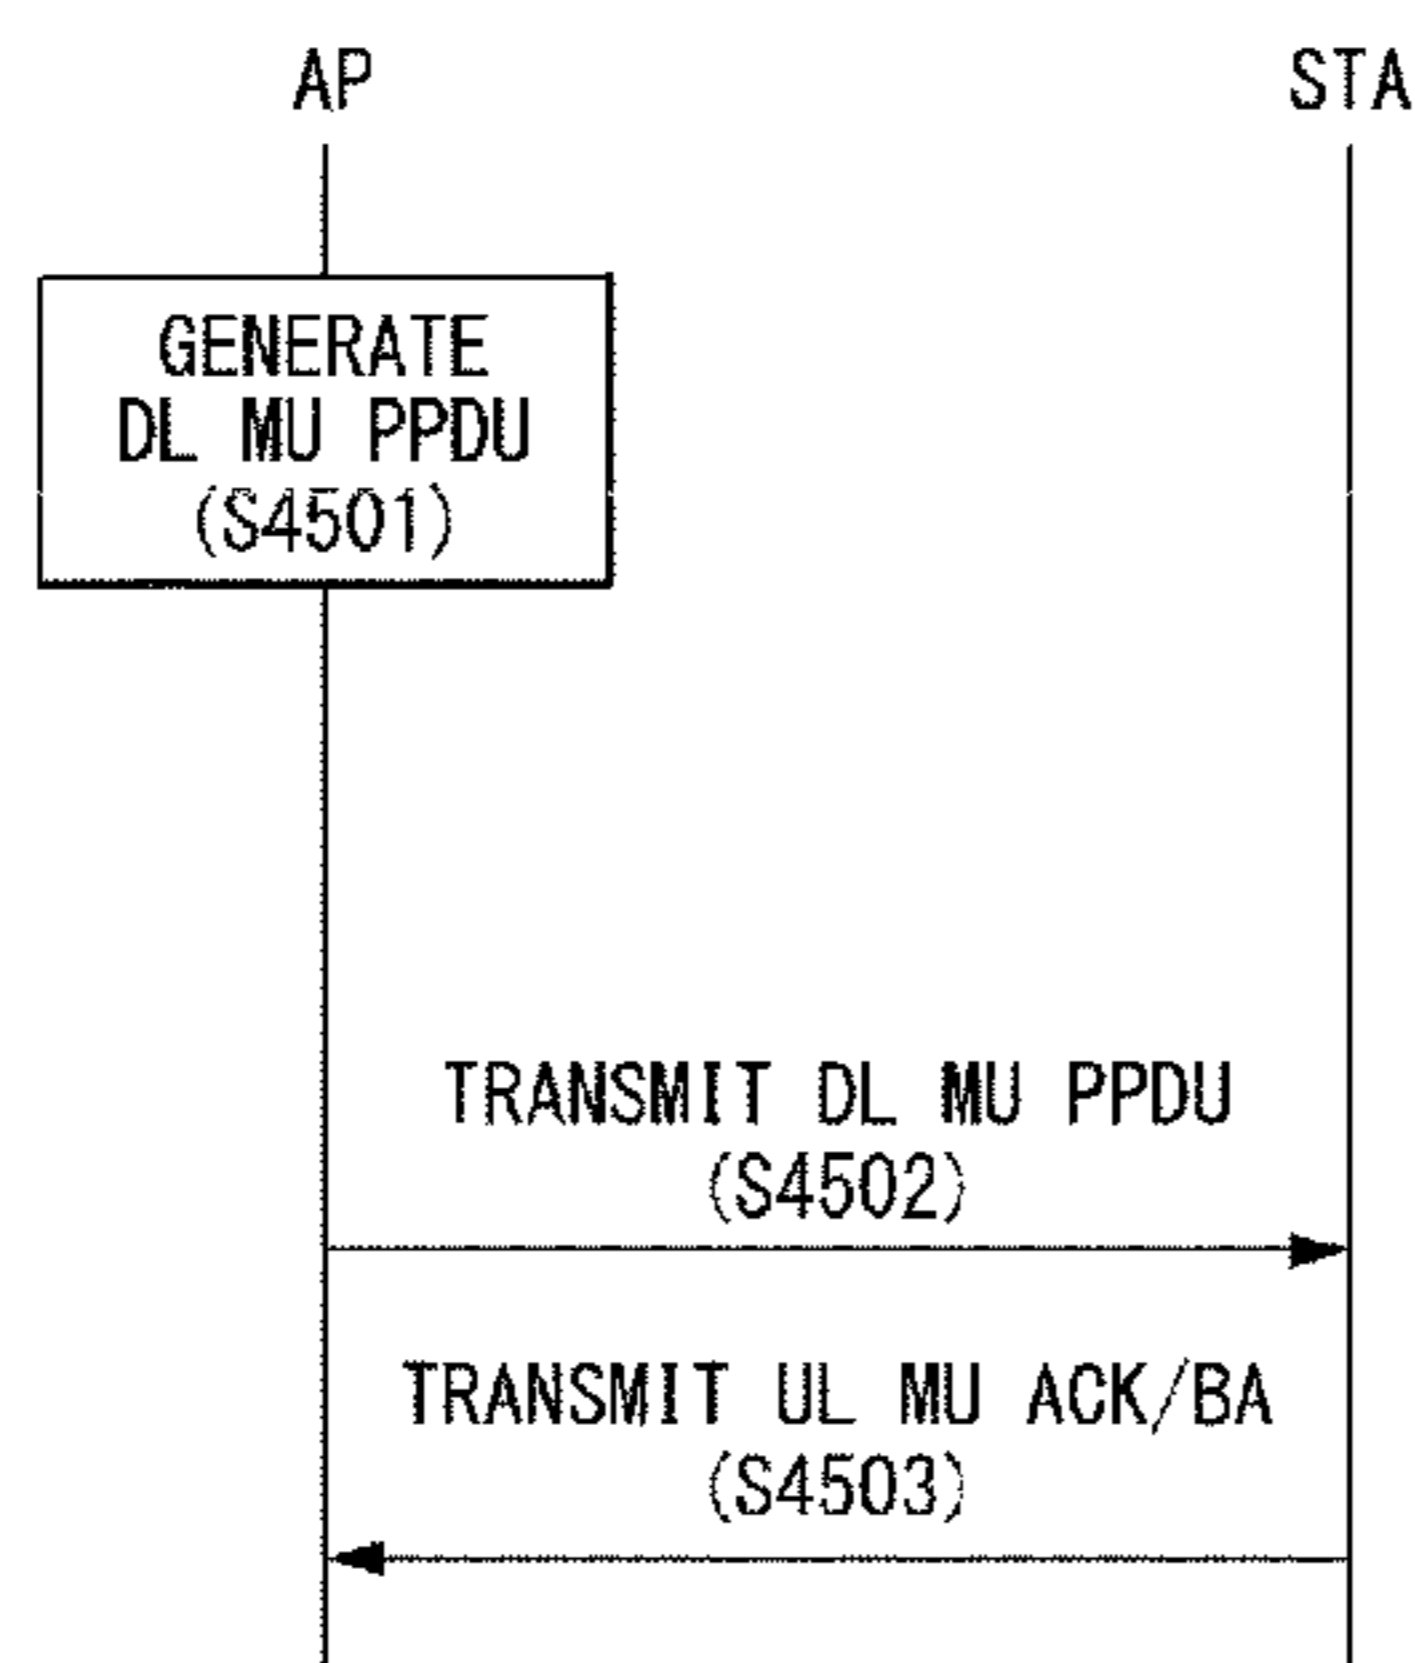 AP
STA
GENERATE
DL MU PPDU
(S4501)
TRANSMIT DL MU PPDU
(S4502)
TRANSMIT UL MU ACK/BA
(S4503)